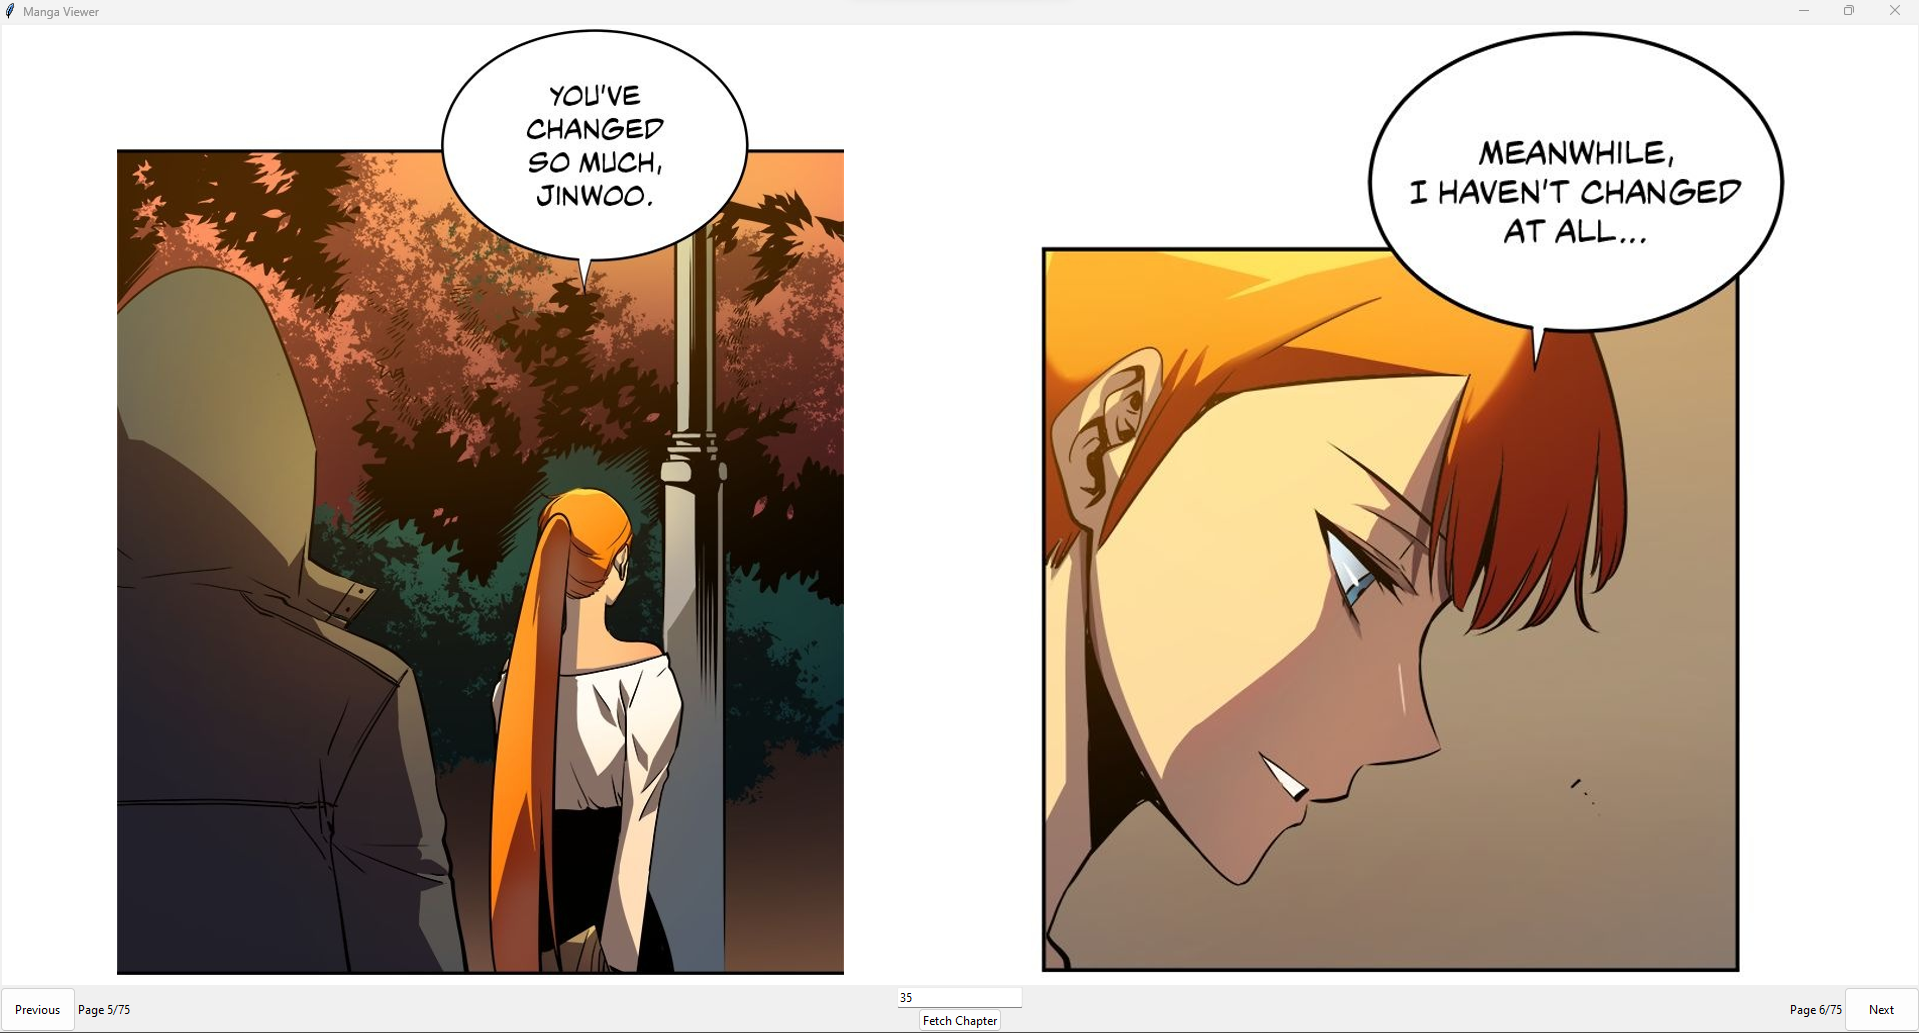 Manga Viewer
YOU'VE
CHANGED
SO MUCH,
JINWOO.
MEANWHILE,
I HAVEN'T CHANGED
AT ALL...
Previous
Page 5/75
35
Fetch Chapter
Page 6/75
Next